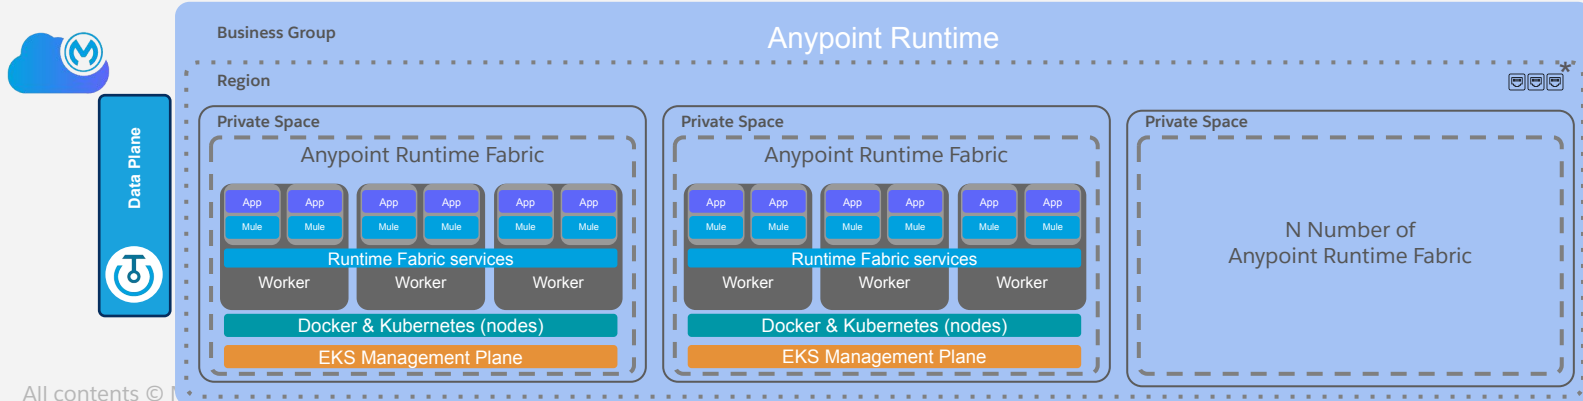 Business Group
Anypoint Runtime
Region
*
Data Plane
Private Space
Anypoint Runtime Fabric
App App App App App App
Mule Mule Mule Mule Mule Mule
Runtime Fabric services
Worker Worker Worker
Docker & Kubernetes (nodes)
EKS Management Plane
Private Space
Anypoint Runtime Fabric
App App App App App App
Mule Mule Mule Mule Mule Mule
Runtime Fabric services
Worker Worker Worker
Docker & Kubernetes (nodes)
EKS Management Plane
Private Space
N Number of
Anypoint Runtime Fabric
All contents ©